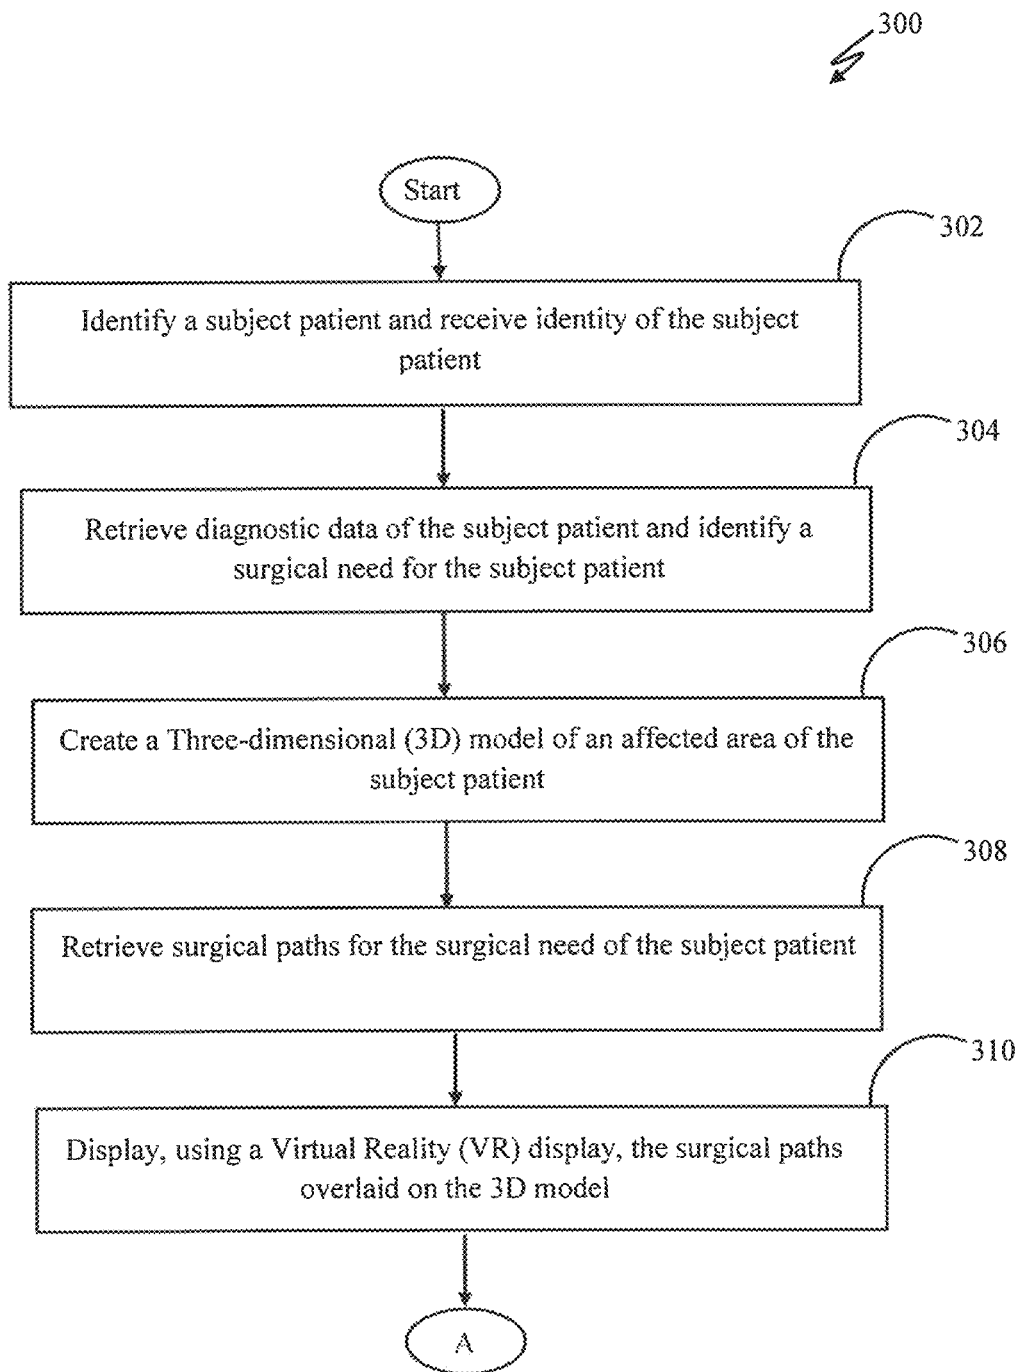 300
Start
302
Identify a subject patient and receive identity of the subject
patient
304
Retrieve diagnostic data of the subject patient and identify a
surgical need for the subject patient
306
Create a Three-dimensional (3D) model of an affected area of the
subject patient
308
Retrieve surgical paths for the surgical need of the subject patient
310
Display, using a Virtual Reality (VR) display, the surgical paths
overlaid on the 3D model
A